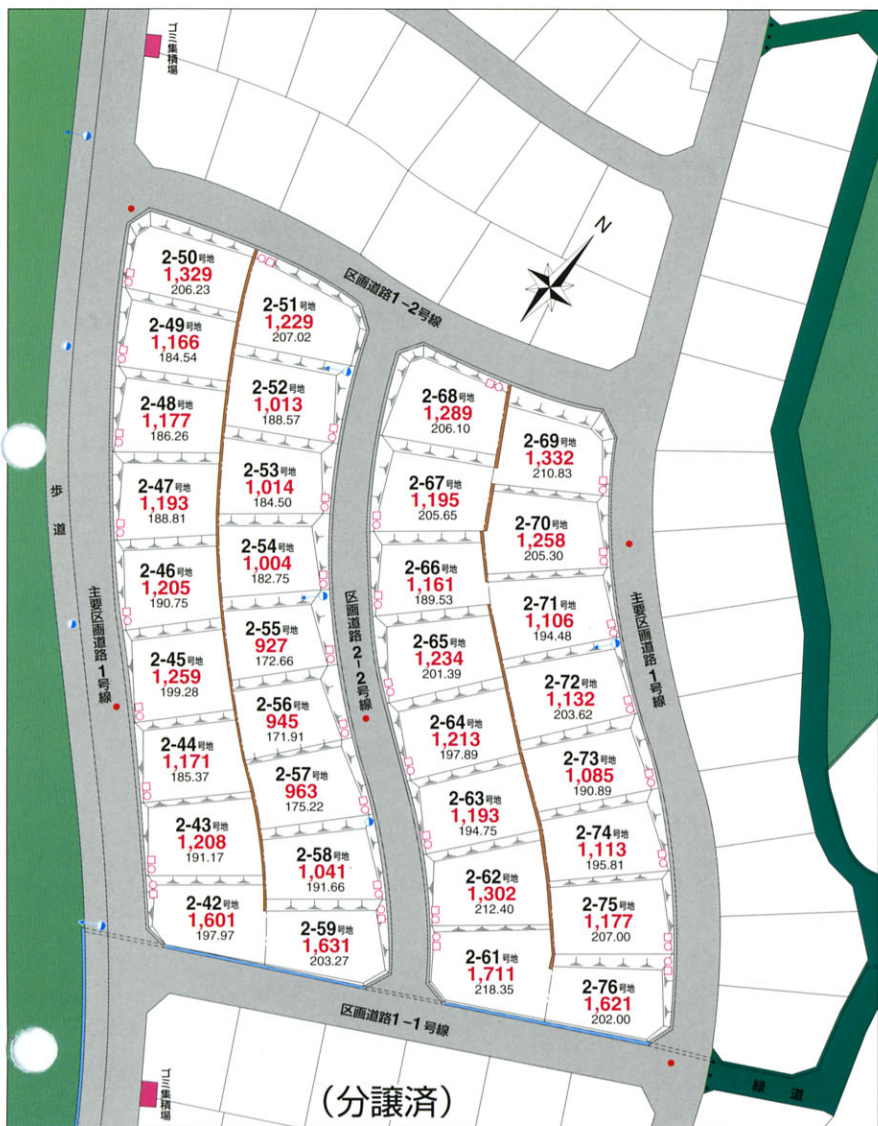 ゴミ集積場
N
区画道路1-2号線
2-50号地
1,329
206.23
2-49号地
1,166
184.54
2-48号地
1,177
186.26
2-47号地
1,193
188.81
2-46号地
1,205
190.75
2-45号地
1,259
199.28
2-44号地
1,171
185.37
2-43号地
1,208
191.17
2-42号地
1,601
197.97
2-51号地
1,229
207.02
2-52号地
1,013
188.57
2-53号地
1,014
184.50
2-54号地
1,004
182.75
2-55号地
927
172.66
2-56号地
945
171.91
2-57号地
963
175.22
2-58号地
1,041
191.66
2-59号地
1,631
203.27
2-68号地
1,289
206.10
2-67号地
1,195
205.65
2-66号地
1,161
189.53
2-65号地
1,234
201.39
2-64号地
1,213
197.89
2-63号地
1,193
194.75
2-62号地
1,302
212.40
2-61号地
1,711
218.35
2-69号地
1,332
210.83
2-70号地
1,258
205.30
2-71号地
1,106
194.48
2-72号地
1,132
203.62
2-73号地
1,085
190.89
2-74号地
1,113
195.81
2-75号地
1,177
207.00
2-76号地
1,621
202.00
歩道
主要区画道路1号線
区画道路2-2号線
主要区画道路1号線
区画道路1-1号線
緑道
ゴミ集積場
(分譲済)